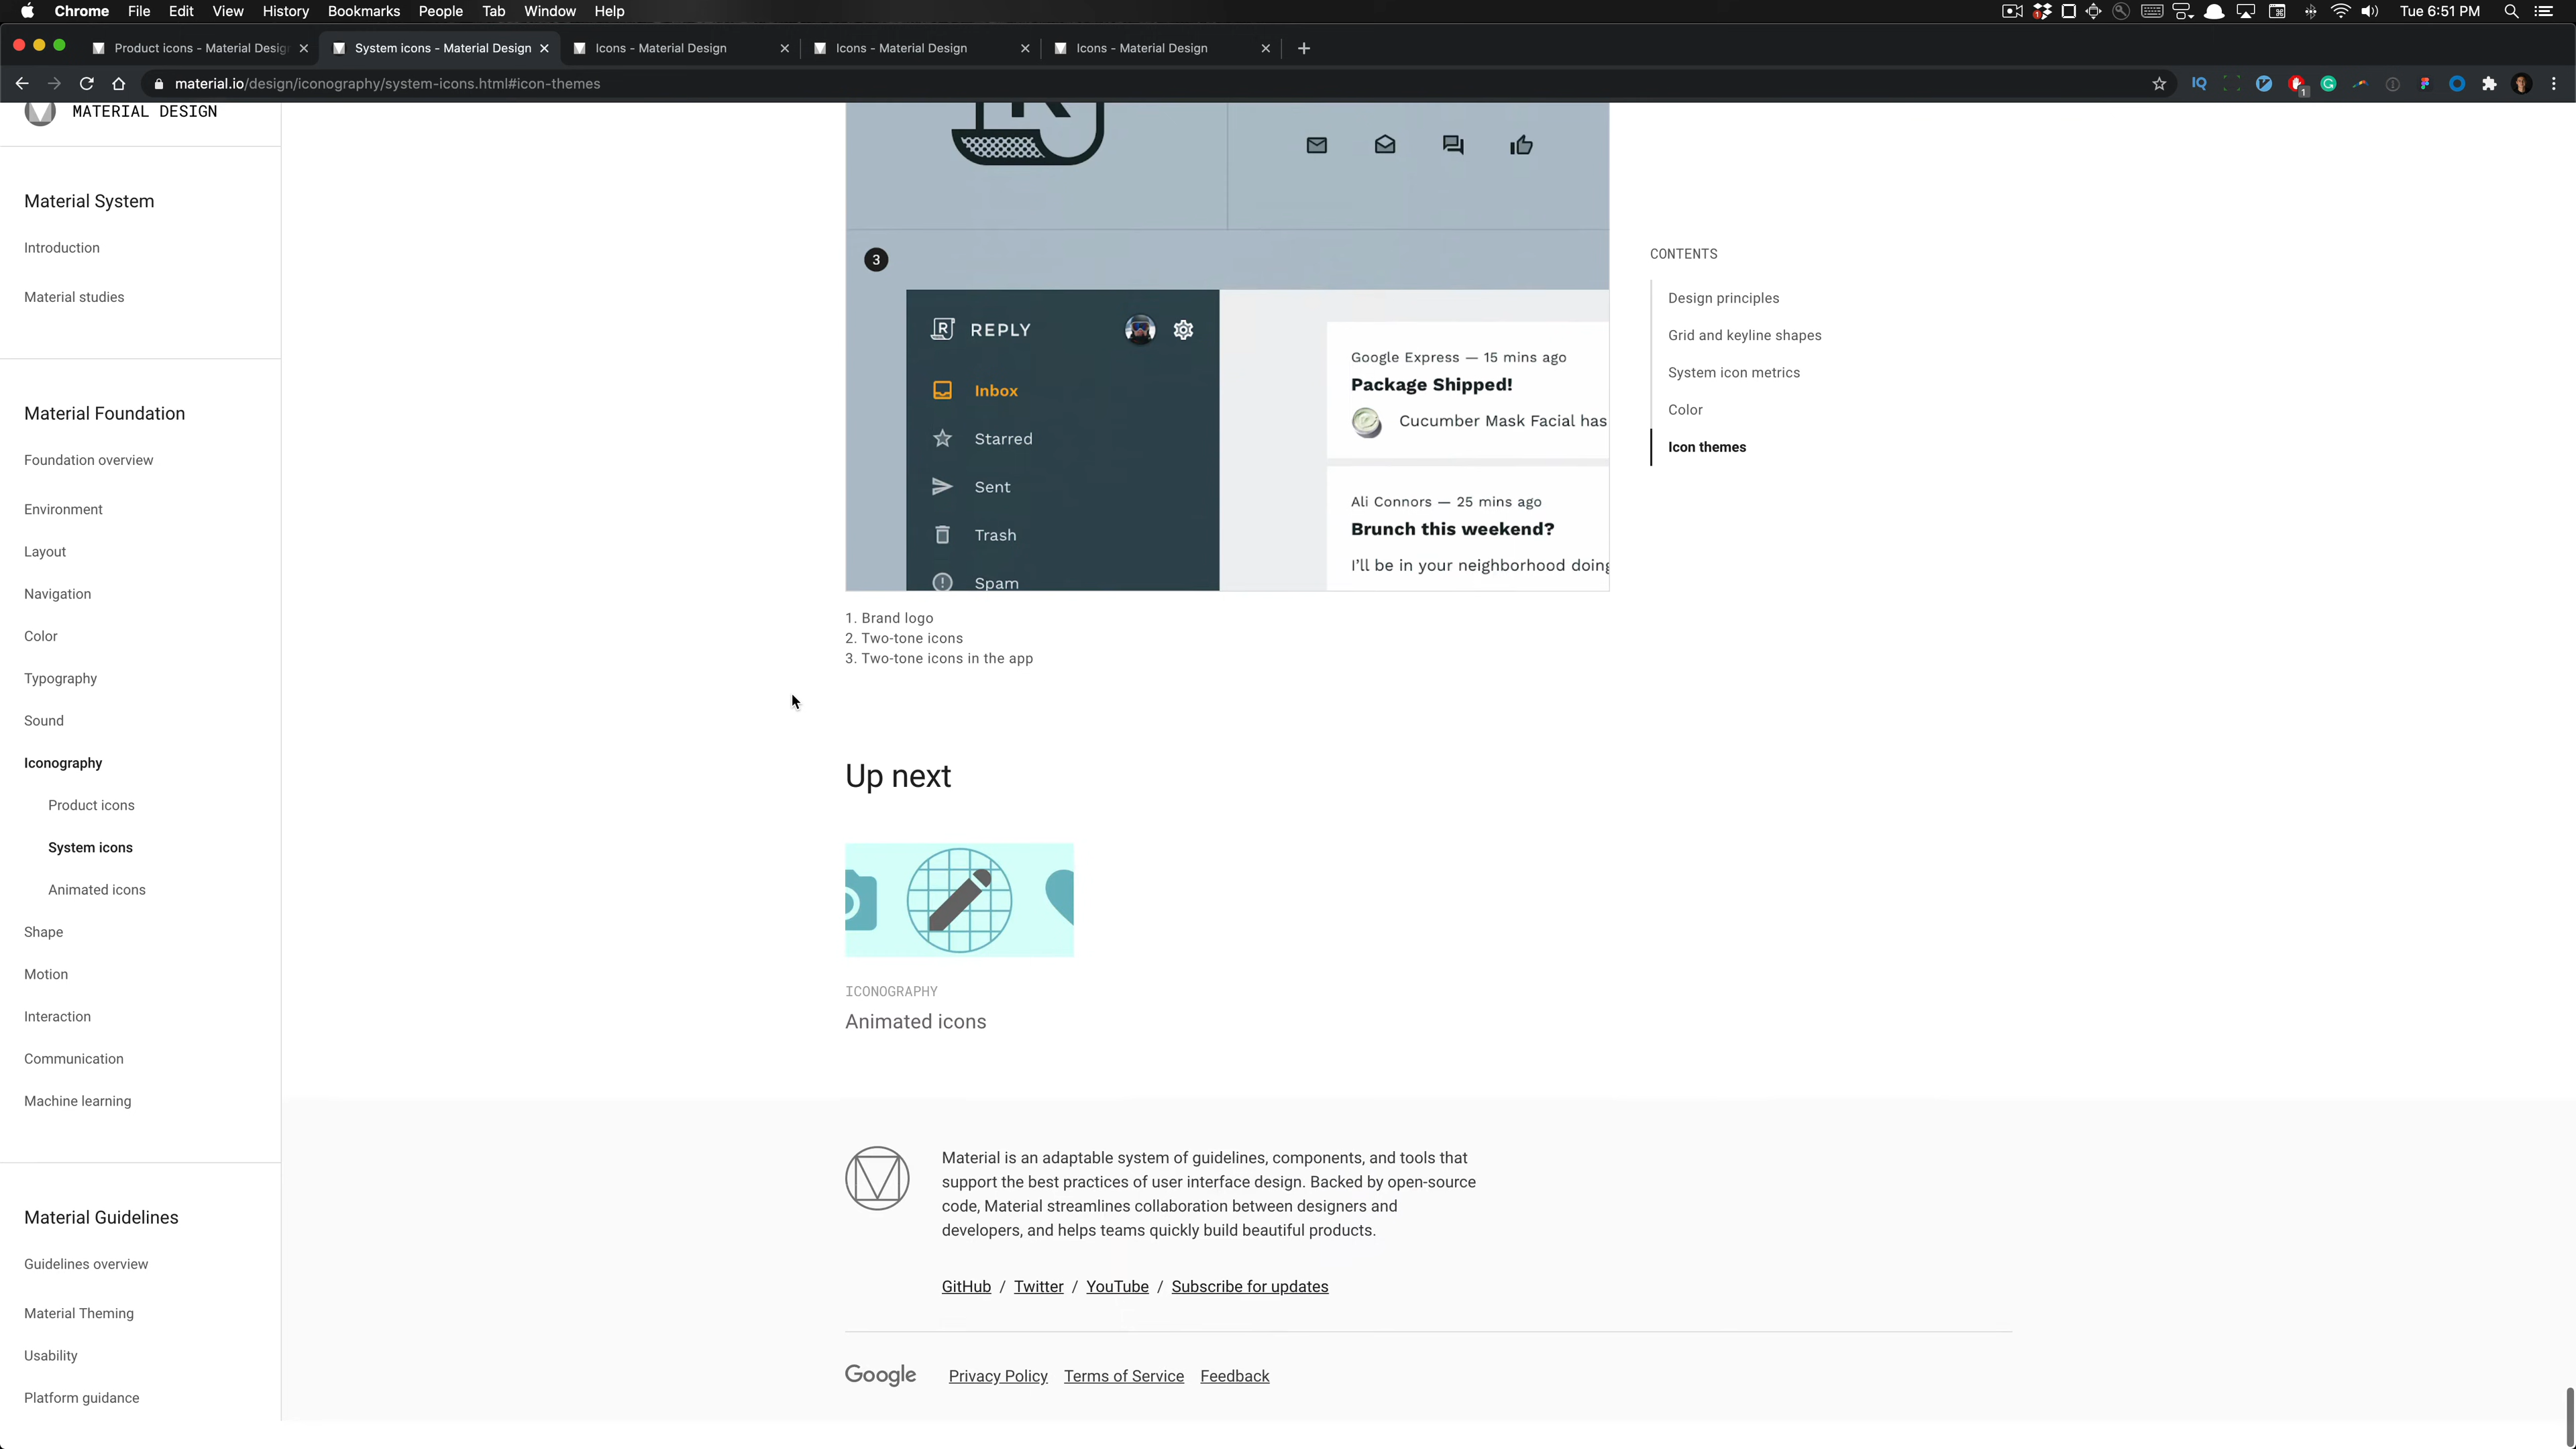 Chrome File Edit View History Bookmarks People Tab Window Help
Tue 6:51 PM
Product icons - Material Design
System icons - Material Design
Icons - Material Design
Icons - Material Design
Icons - Material Design
material.io/design/iconography/system-icons.html#icon-themes
1
MATERIAL DESIGN
Material System
Introduction
Material studies
Material Foundation
Foundation overview
Environment
Layout
Navigation
Color
Typography
Sound
Iconography
Product icons
System icons
Animated icons
Shape
Motion
Interaction
Communication
Machine learning
Material Guidelines
Guidelines overview
Material Theming
Usability
Platform guidance
3
R REPLY
Inbox
Starred
Sent
Trash
Spam
Google Express — 15 mins ago
Package Shipped!
Cucumber Mask Facial has
Ali Connors — 25 mins ago
Brunch this weekend?
I'll be in your neighborhood doing
1. Brand logo
2. Two-tone icons
3. Two-tone icons in the app
Up next
ICONOGRAPHY
Animated icons
CONTENTS
Design principles
Grid and keyline shapes
System icon metrics
Color
Icon themes
Material is an adaptable system of guidelines, components, and tools that
support the best practices of user interface design. Backed by open-source
code, Material streamlines collaboration between designers and
developers, and helps teams quickly build beautiful products.
GitHub / Twitter / YouTube / Subscribe for updates
Google Privacy Policy Terms of Service Feedback